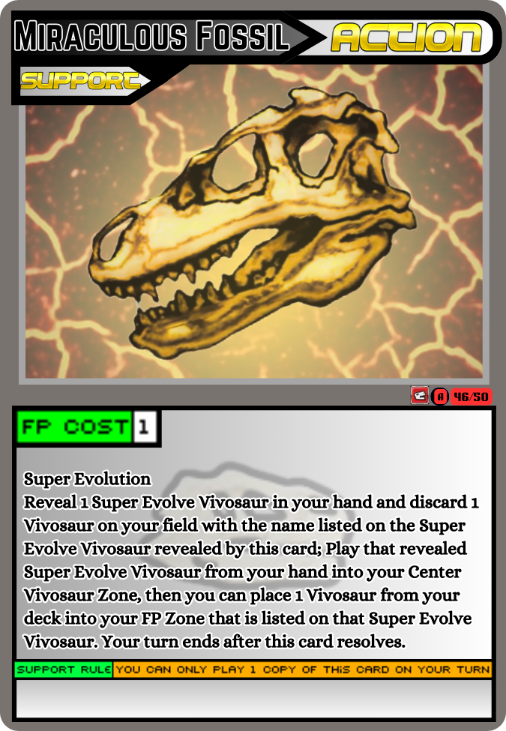 Miraculous Fossil
ACTION
SUPPORT
A 46/50
FP COST 1
Super Evolution
Reveal 1 Super Evolve Vivosaur in your hand and discard 1
Vivosaur on your field with the name listed on the Super
Evolve Vivosaur revealed by this card; Play that revealed
Super Evolve Vivosaur from your hand into your Center
Vivosaur Zone, then you can place 1 Vivosaur from your
deck into your FP Zone that is listed on that Super Evolve
Vivosaur. Your turn ends after this card resolves.
SUPPORT RULE YOU CAN ONLY PLAY 1 COPY OF THIS CARD ON YOUR TURN